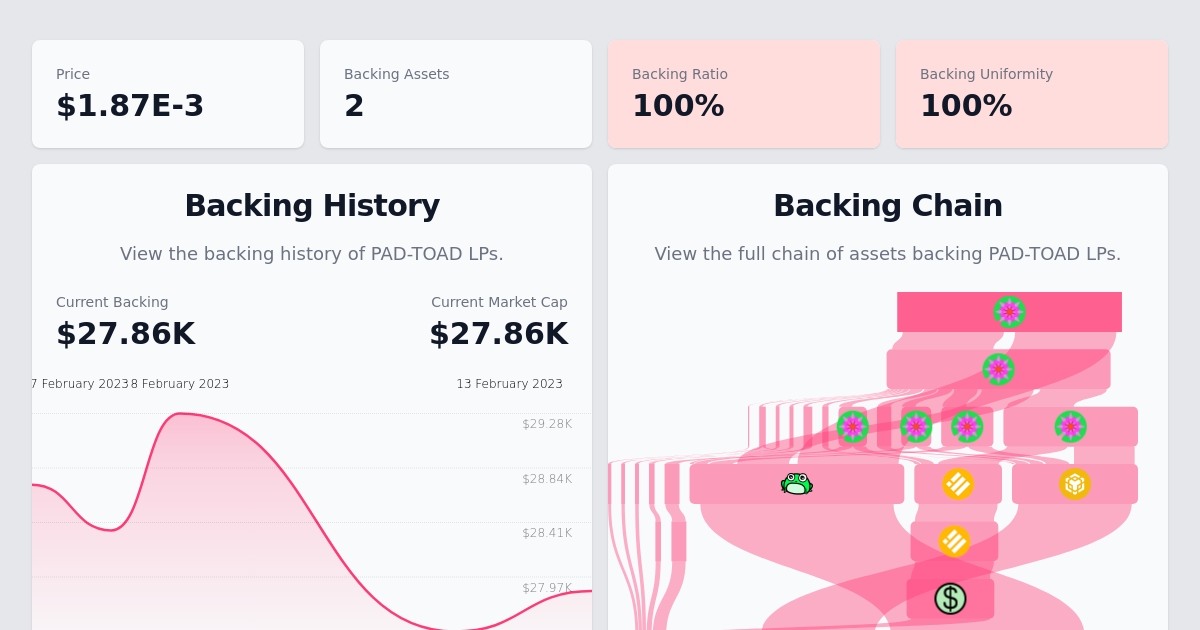 Price
$1.87E-3
Backing Assets
2
Backing Ratio
100%
Backing Uniformity
100%
Backing History
View the backing history of PAD-TOAD LPs.
Current Backing
$27.86K
Current Market Cap
$27.86K
7 February 2023
8 February 2023
13 February 2023
$29.28K
$28.84K
$28.41K
$27.97K
Backing Chain
View the full chain of assets backing PAD-TOAD LPs.
$